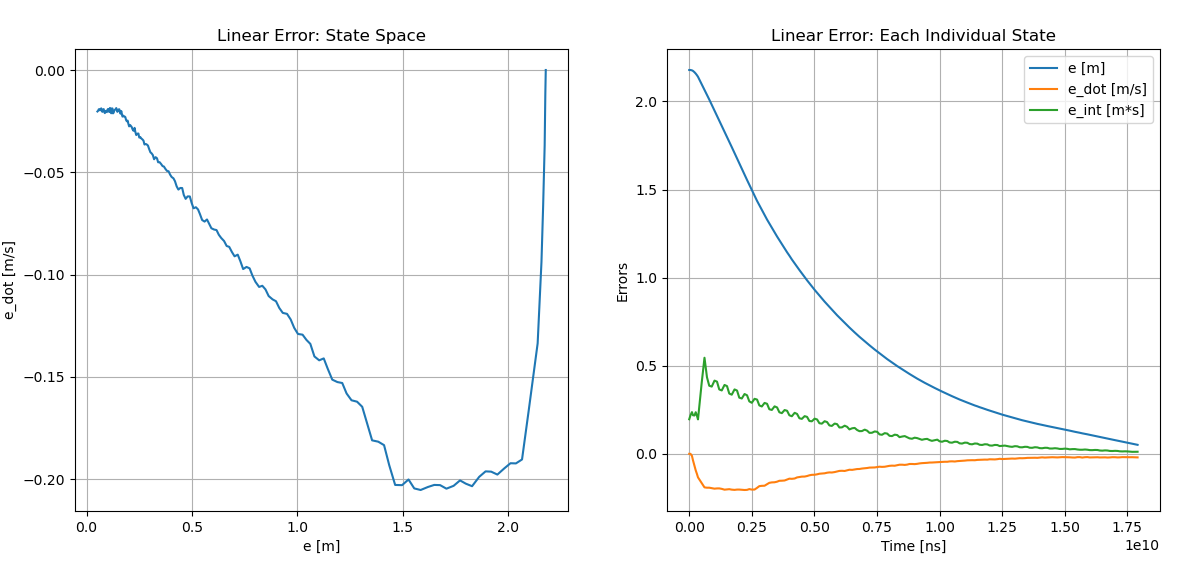 Linear Error: State Space
0.00
−0.05
−0.10
−0.15
−0.20
e_dot [m/s]
0.0
0.5
1.0
1.5
2.0
e [m]
Linear Error: Each Individual State
e [m]
e_dot [m/s]
e_int [m*s]
2.0
1.5
1.0
0.5
0.0
Errors
0.00
0.25
0.50
0.75
1.00
1.25
1.50
1.75
1e10
Time [ns]